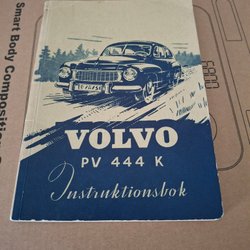 VOLVO
PV 444 K
Instruktionsbok
Smart Body Composition